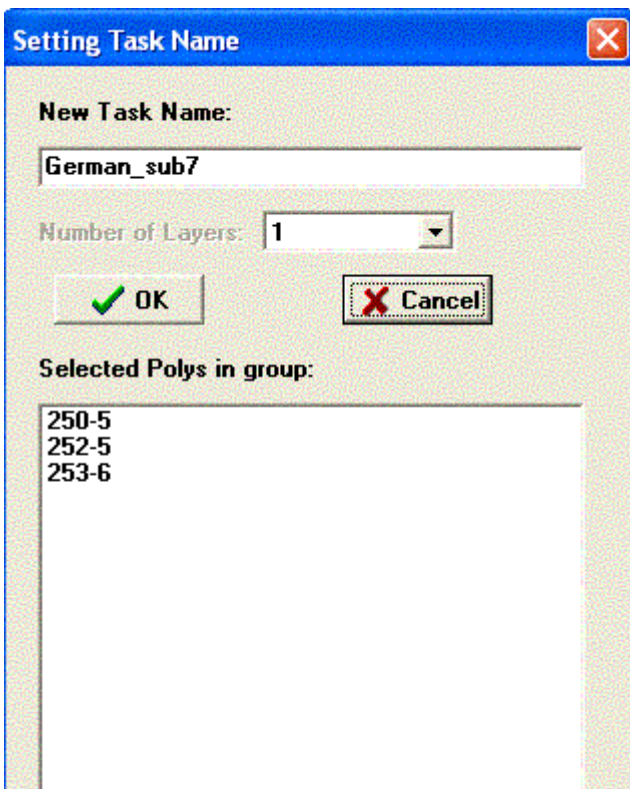 Setting Task Name
New Task Name:
German_sub7
Number of Layers: 1
OK Cancel
Selected Polys in group:
250-5
252-5
253-6